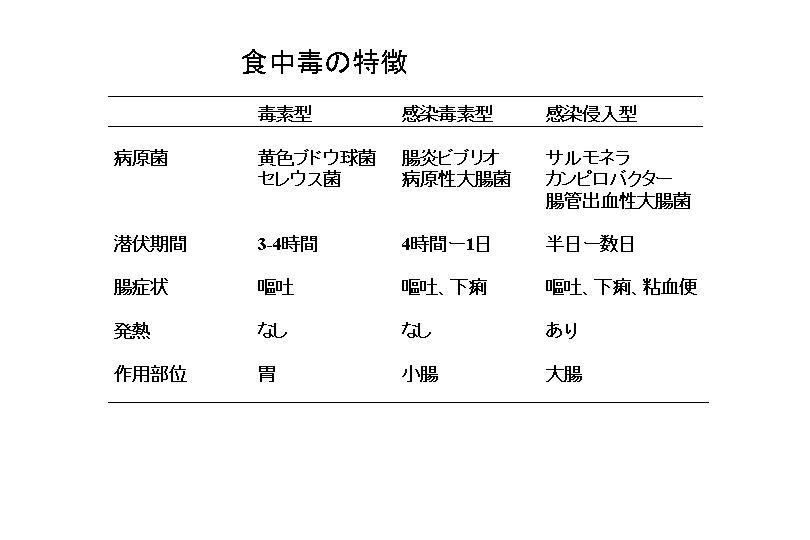 食中毒の特徴
毒素型 感染毒素型 感染侵入型
病原菌 黄色ブドウ球菌 腸炎ビブリオ サルモネラ
セレウス菌 病原性大腸菌 カンピロバクター
腸管出血性大腸菌
潜伏期間 3-4時間 4時間ー1日 半日ー数日
腸症状 嘔吐 嘔吐、下痢 嘔吐、下痢、粘血便
発熱 なし なし あり
作用部位 胃 小腸 大腸